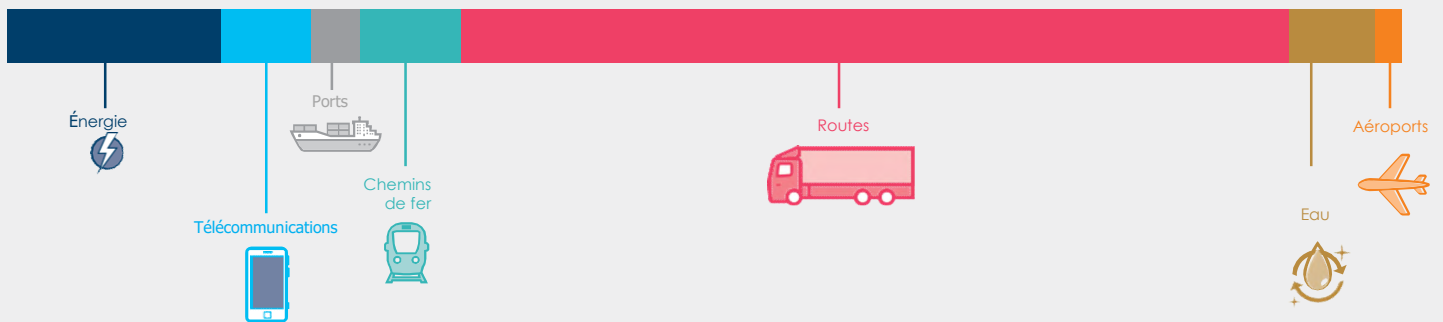 Énergie
Télécommunications
Ports
Chemins
de fer
Routes
Eau
Aéroports